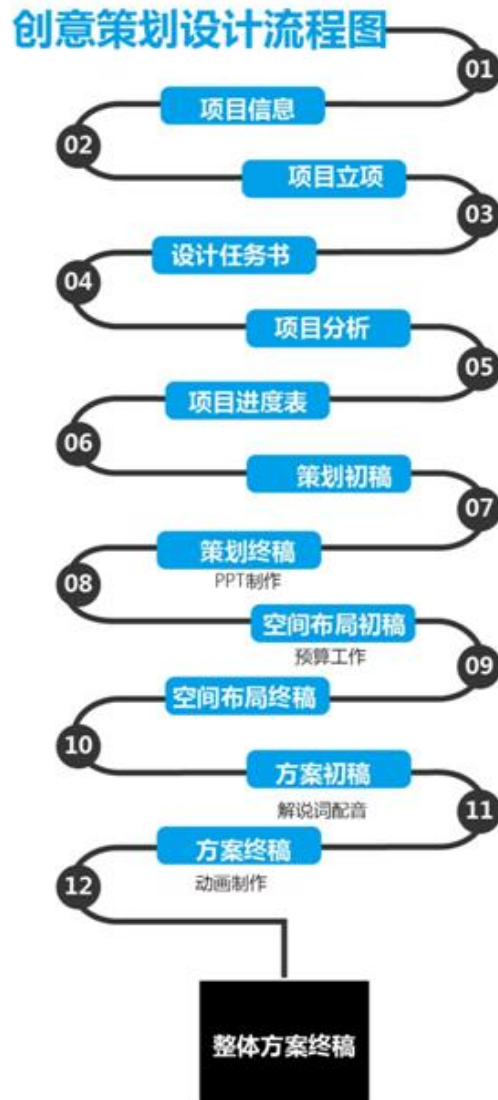 创意策划设计流程图
01
项目信息
02
项目立项
03
设计任务书
04
项目分析
05
项目进度表
06
策划初稿
07
策划终稿
PPT制作
08
空间布局初稿
预算工作
09
空间布局终稿
10
方案初稿
解说词配音
11
方案终稿
动画制作
12
整体方案终稿